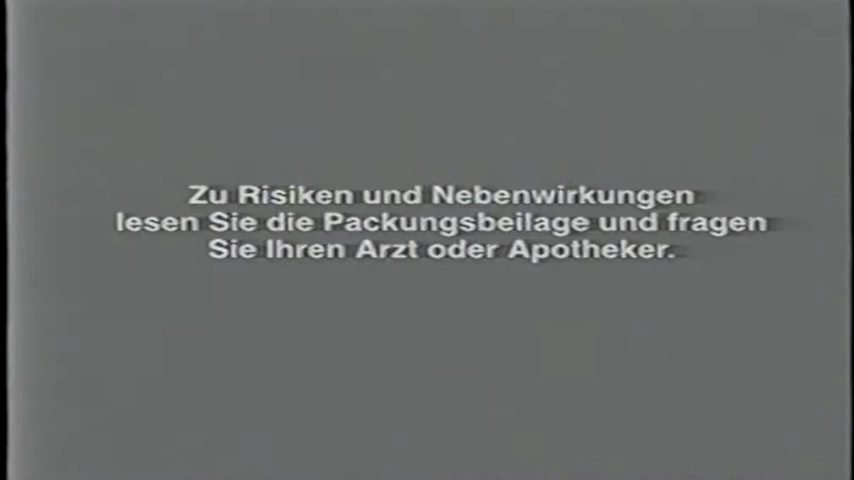 Zu Risiken und Nebenwirkungen
lesen Sie die Packungsbeilage und fragen
Sie Ihren Arzt oder Apotheker.